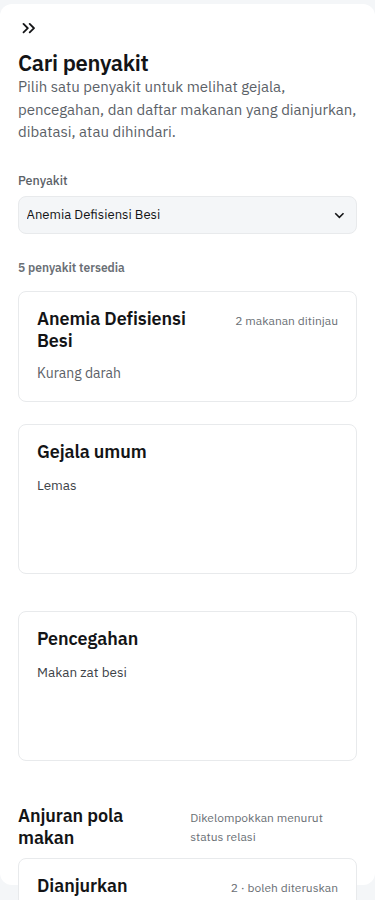 Cari penyakit
Pilih satu penyakit untuk melihat gejala,
pencegahan, dan daftar makanan yang dianjurkan,
dibatasi, atau dihindari.
Penyakit
Anemia Defisiensi Besi
5 penyakit tersedia
Anemia Defisiensi
Besi
2 makanan ditinjau
Kurang darah
Gejala umum
Lemas
Pencegahan
Makan zat besi
Anjuran pola
makan
Dikelompokkan menurut
status relasi
Dianjurkan
2 · boleh diteruskan